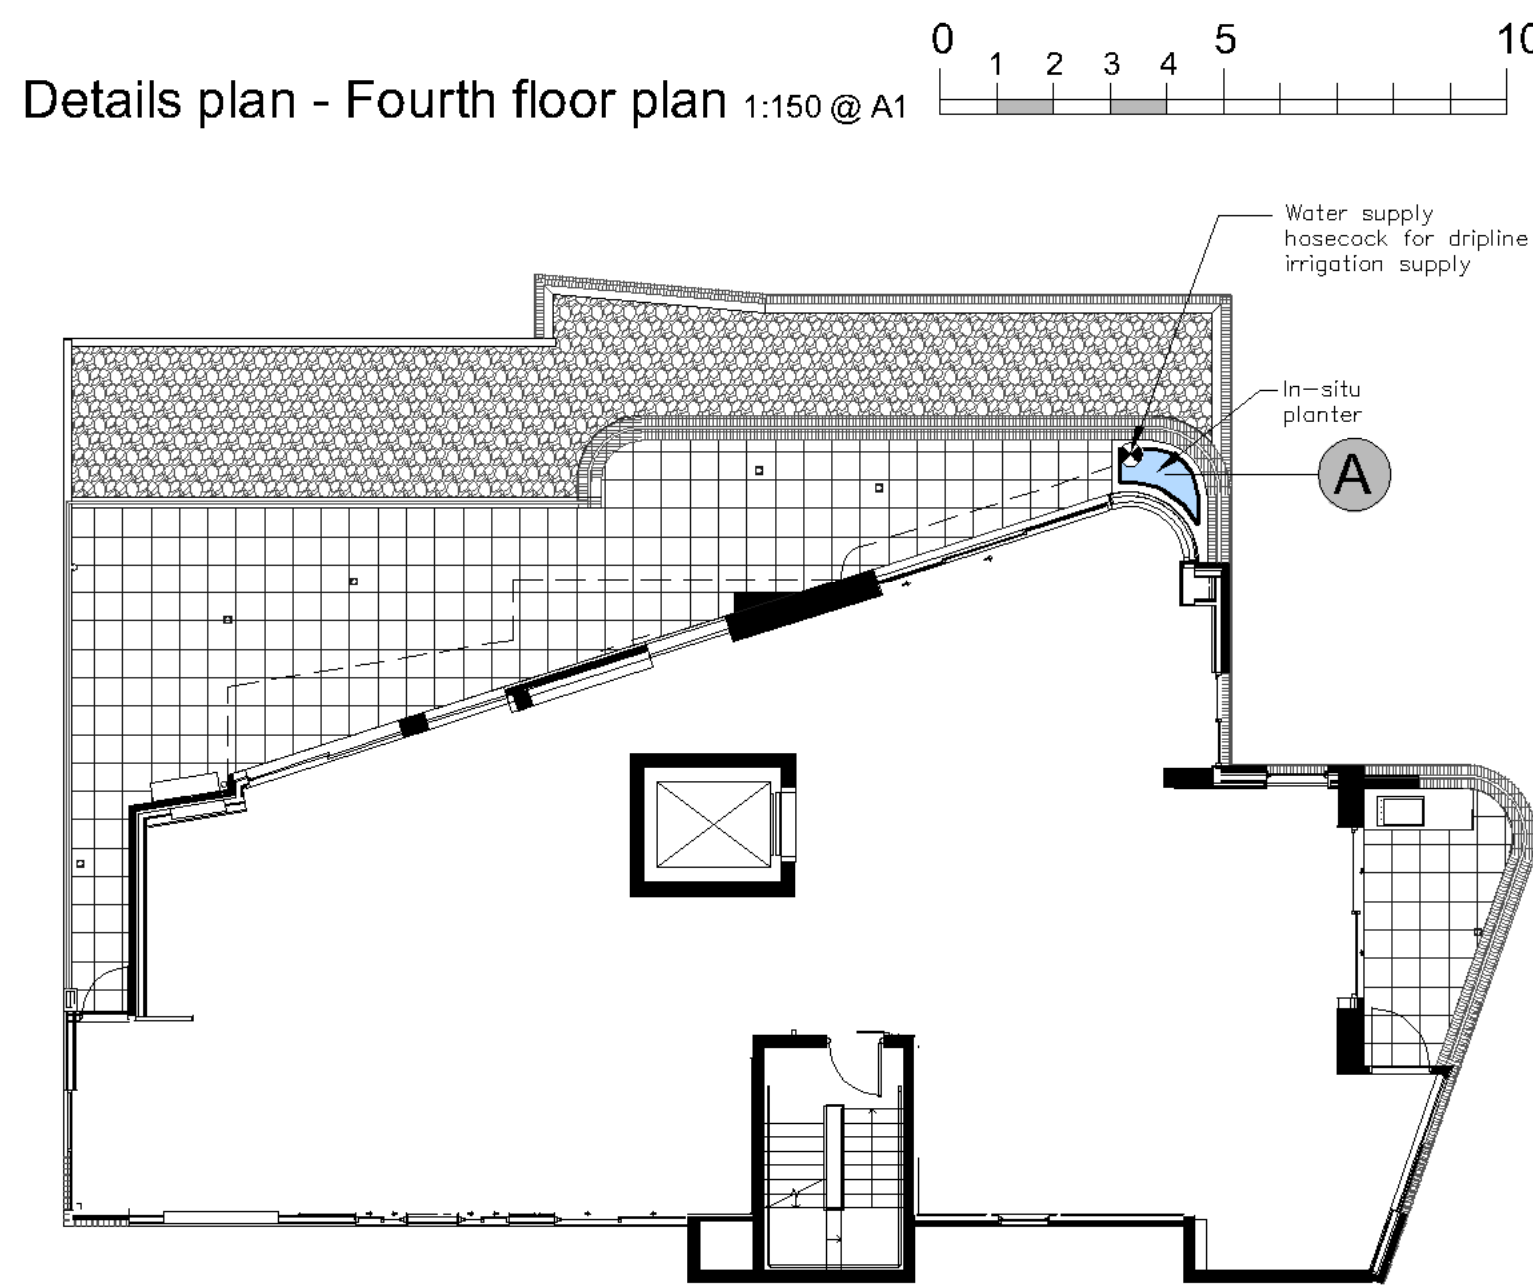 0 5 10
1 2 3 4
Details plan - Fourth floor plan 1:150 @ A1
Water supply
hosecock for dripline
irrigation supply
In-situ
planter
A